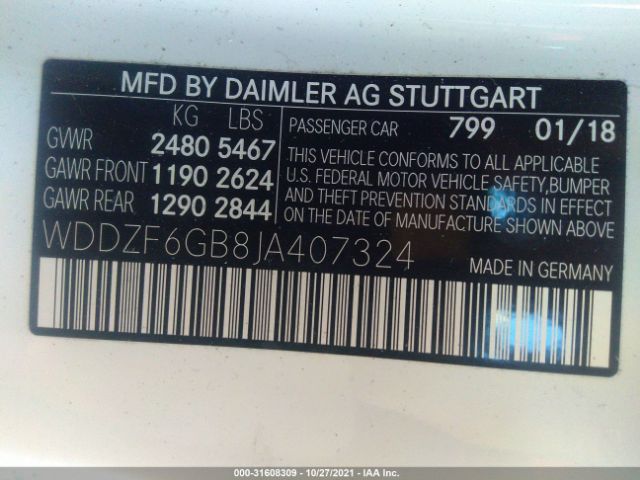 MFD BY DAIMLER AG STUTTGART
KG LBS
GVWR 2480 5467
GAWR FRONT 1190 2624
GAWR REAR 1290 2844
PASSENGER CAR 799 01/18
THIS VEHICLE CONFORMS TO ALL APPLICABLE
U.S. FEDERAL MOTOR VEHICLE SAFETY,BUMPER
AND THEFT PREVENTION STANDARDS IN EFFECT
ON THE DATE OF MANUFACTURE SHOWN ABOVE
WDDZF6GB8JA407324
MADE IN GERMANY
000-31608309 - 10/27/2021 - IAA Inc.